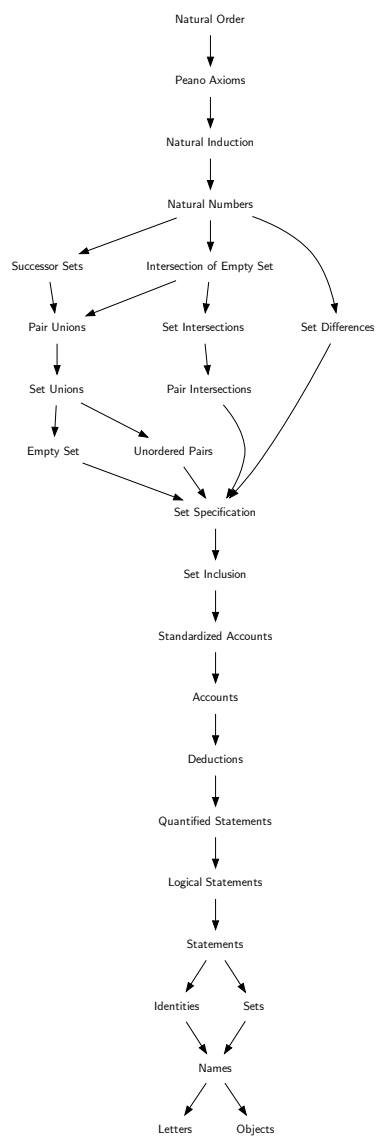 Natural Order
Peano Axioms
Natural Induction
Natural Numbers
Successor Sets
Intersection of Empty Set
Pair Unions
Set Intersections
Set Differences
Set Unions
Pair Intersections
Empty Set
Unordered Pairs
Set Specification
Set Inclusion
Standardized Accounts
Accounts
Deductions
Quantified Statements
Logical Statements
Statements
Identities
Sets
Names
Letters
Objects